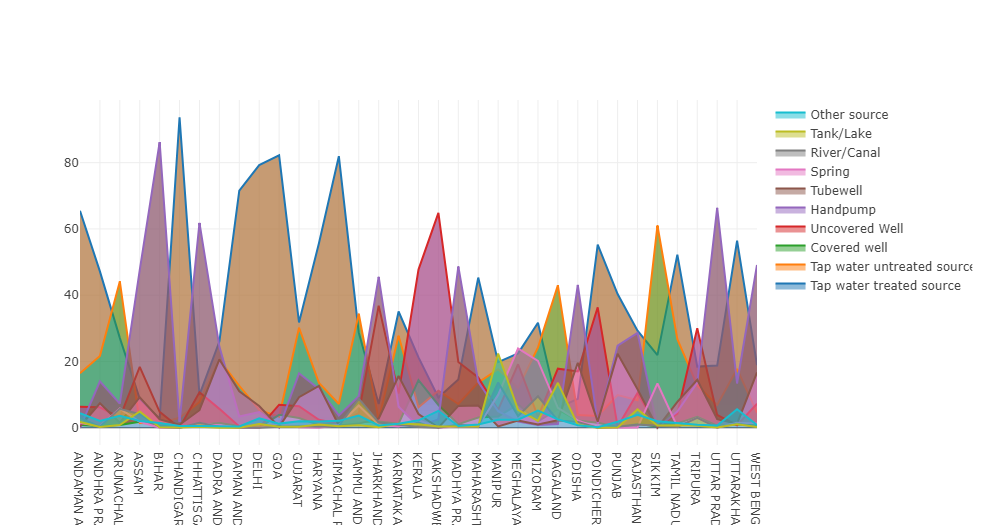 80
60
40
20
0
ANDAMAN A
ANDHRA PR.
ARUNACHAL
ASSAM
BIHAR
CHANDIGAR
CHHATTISGA
DADRA AND
DAMAN AND
DELHI
GOA
GUJARAT
HARYANA
HIMACHAL P
JAMMU AND
JHARKHAND
KARNATAKA
KERALA
LAKSHADWE
MADHYA PR.
MAHARASHT
MANIPUR
MEGHALAYA
MIZORAM
NAGALAND
ODISHA
PONDICHER
PUNJAB
RAJASTHAN
SIKKIM
TAMIL NADU
TRIPURA
UTTAR PRAD
UTTARAKHA
WEST BENG
Other source
Tank/Lake
River/Canal
Spring
Tubewell
Handpump
Uncovered Well
Covered well
Tap water untreated source
Tap water treated source